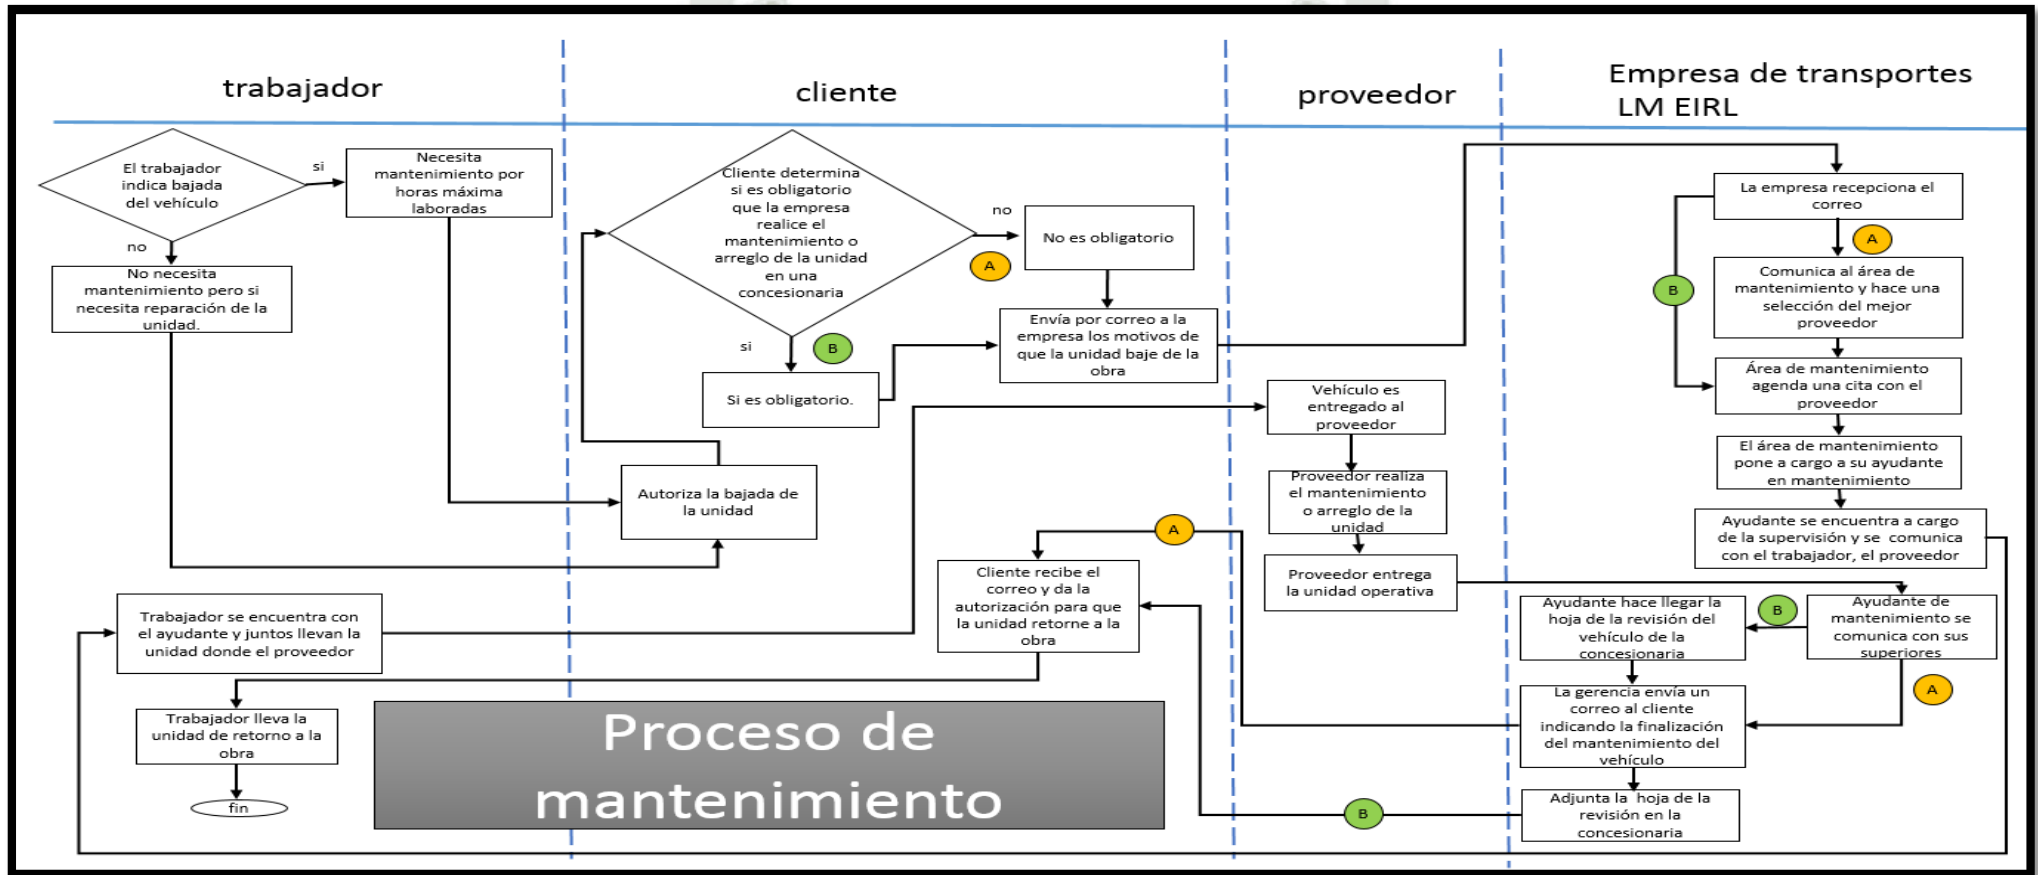 trabajador
cliente
proveedor
Empresa de transportes
LM EIRL
El trabajador
indica bajada
del vehículo
si
Necesita
mantenimiento por
horas máxima
laboradas
no
No necesita
mantenimiento pero si
necesita reparación de la
unidad.
Cliente determina
si es obligatorio
que la empresa
realice el
mantenimiento o
arreglo de la unidad
en una
concesionaria
no
A
No es obligatorio
si
B
Si es obligatorio.
Envía por correo a la
empresa los motivos de
que la unidad baje de la
obra
Autoriza la bajada de
la unidad
La empresa recepciona el
correo
A
B
Comunica al área de
mantenimiento y hace una
selección del mejor
proveedor
Área de mantenimiento
agenda una cita con el
proveedor
El área de mantenimiento
pone a cargo a su ayudante
en mantenimiento
Ayudante se encuentra a cargo
de la supervisión y se comunica
con el trabajador, el proveedor
Trabajador se encuentra con
el ayudante y juntos llevan la
unidad donde el proveedor
Vehículo es
entregado al
proveedor
Proveedor realiza
el mantenimiento
o arreglo de la
unidad
Proveedor entrega
la unidad operativa
Ayudante de
mantenimiento se
comunica con sus
superiores
B
A
Ayudante hace llegar la
hoja de la revisión del
vehículo de la
concesionaria
La gerencia envía un
correo al cliente
indicando la finalización
del mantenimiento del
vehículo
Adjunta la hoja de la
revisión en la
concesionaria
A
B
Cliente recibe el
correo y da la
autorización para que
la unidad retorne a la
obra
Trabajador lleva la
unidad de retorno a la
obra
fin
Proceso de
mantenimiento